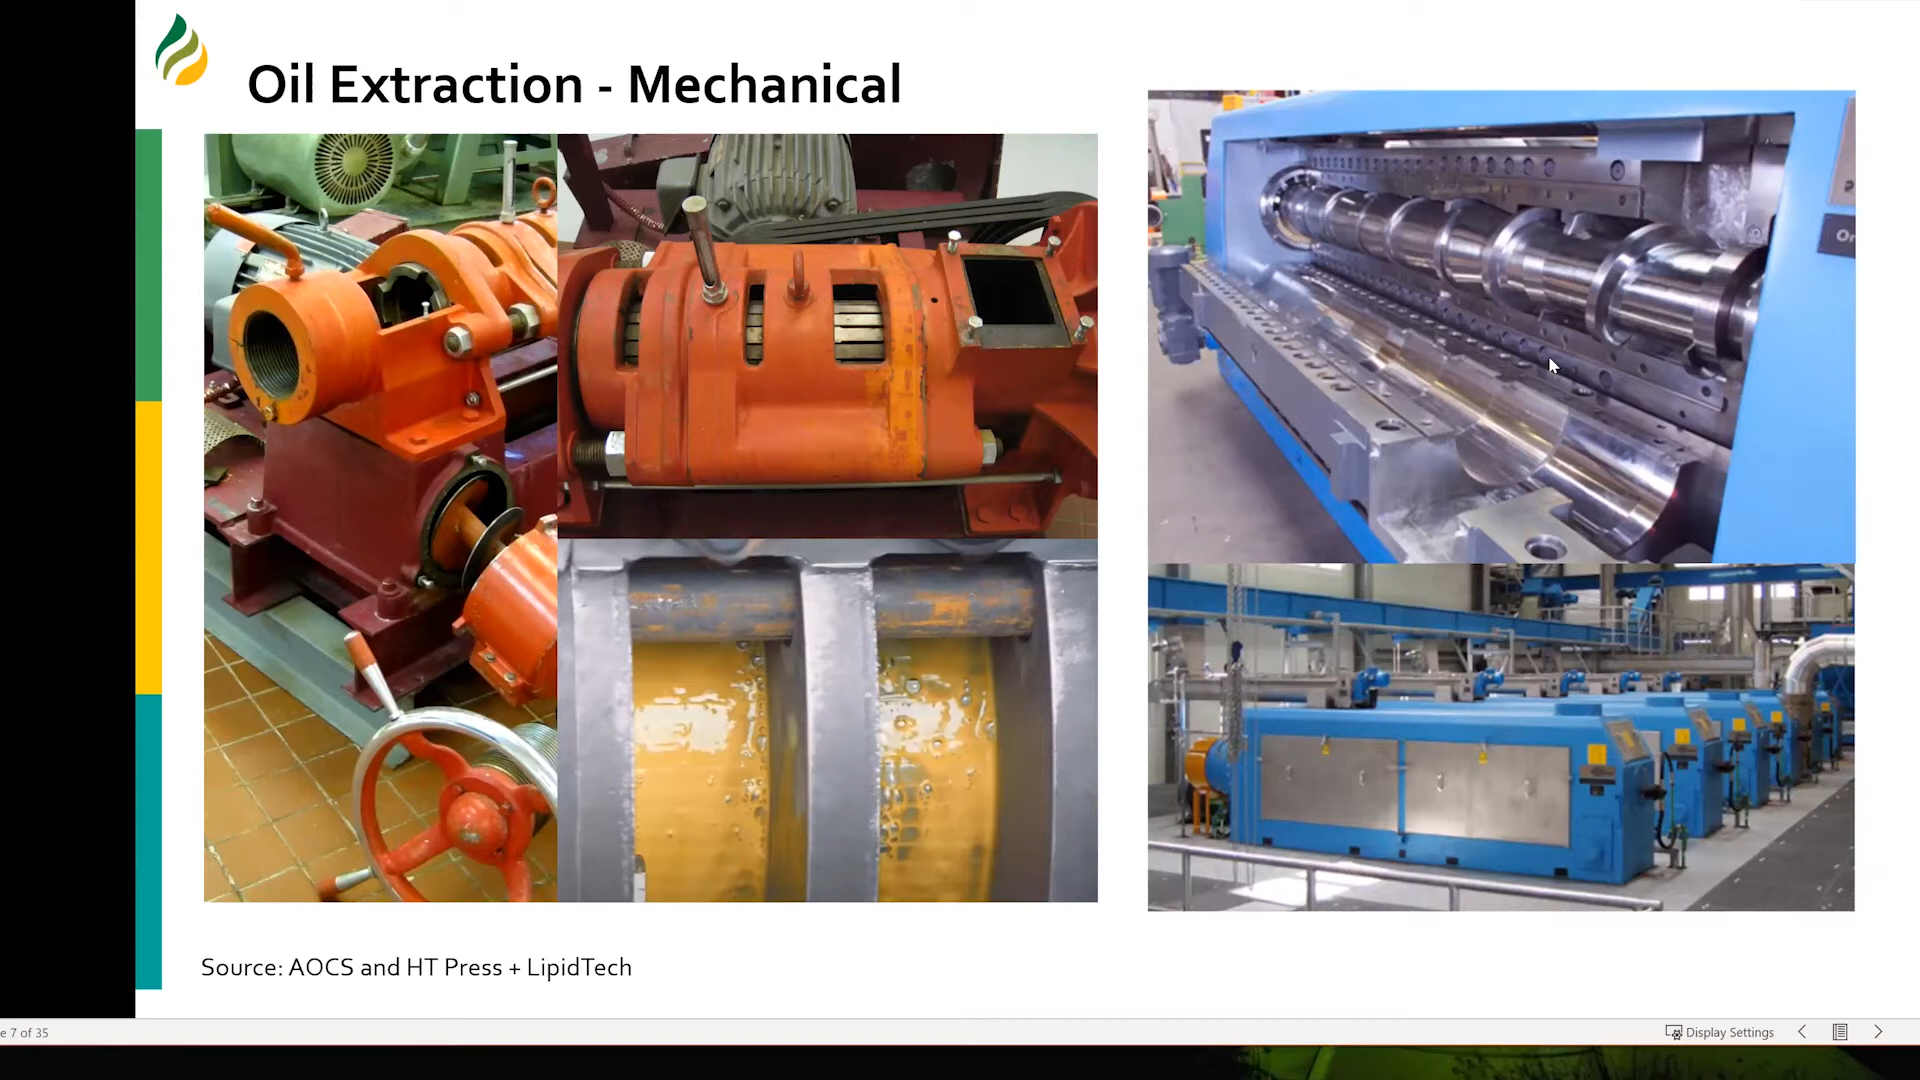 Oil Extraction - Mechanical
Source: AOCS and HT Press + LipidTech
e 7 of 35
Display Settings